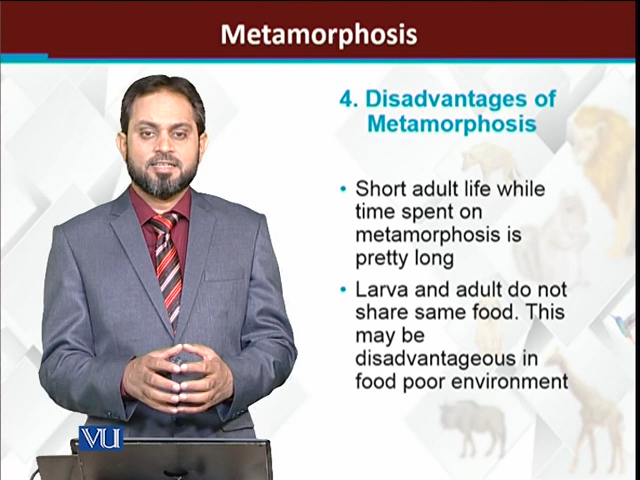 Metamorphosis
4. Disadvantages of
Metamorphosis
• Short adult life while
time spent on
metamorphosis is
pretty long
• Larva and adult do not
share same food. This
may be
disadvantageous in
food poor environment
VU